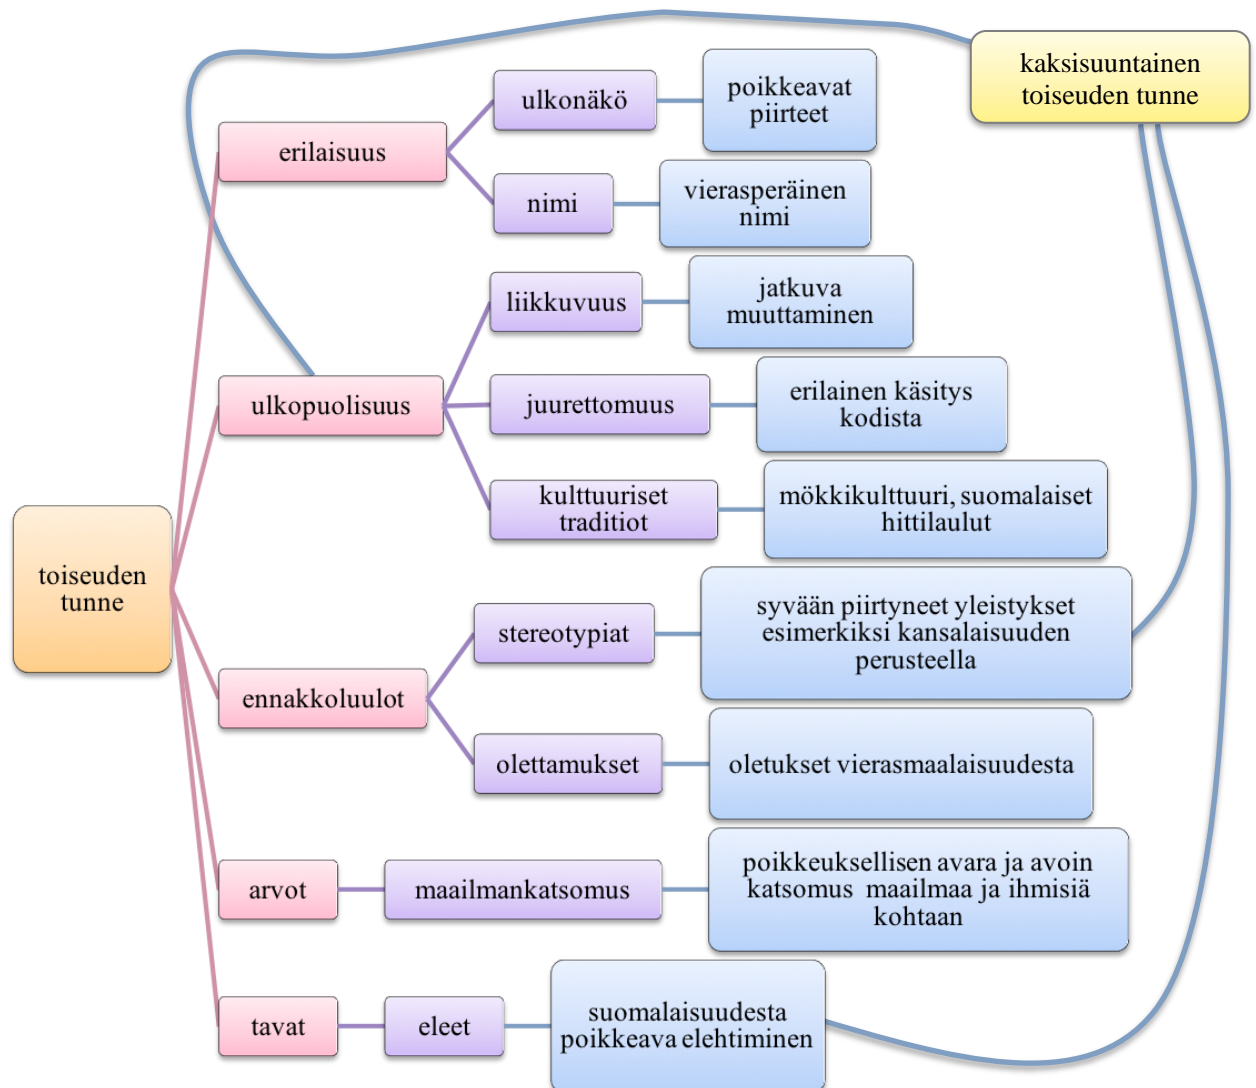 kaksisuuntainen
toiseuden tunne
toiseuden
tunne
erilaisuus
ulkonäkö
poikkeavat
piirteet
nimi
vierasperäinen
nimi
ulkopuolisuus
liikkuvuus
jatkuva
muuttaminen
juurettomuus
erilainen käsitys
kodista
kulttuuriset
traditiot
mökkikulttuuri, suomalaiset
hittilaulut
ennakkoluulot
stereotypiat
syvään piirtyneet yleistykset
esimerkiksi kansalaisuuden
perusteella
olettamukset
oletukset vierasmaalaisuudesta
arvot
maailmankatsomus
poikkeuksellisen avara ja avoin
katsomus maailmaa ja ihmisiä
kohtaan
tavat
eleet
suomalaisuudesta
poikkeava elehtiminen